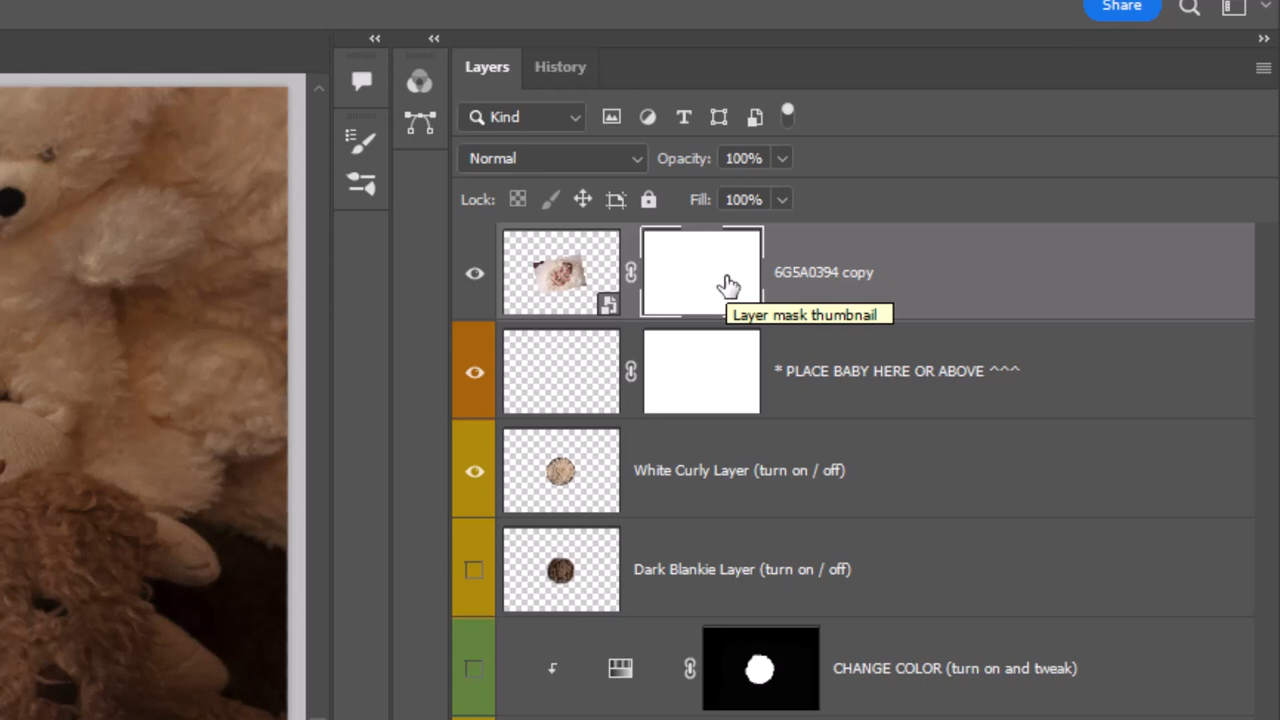 Share
Layers History
Kind
Normal Opacity: 100%
Lock: Fill: 100%
6G5A0394 copy
Layer mask thumbnail
* PLACE BABY HERE OR ABOVE ^^^
White Curly Layer (turn on / off)
Dark Blankie Layer (turn on / off)
CHANGE COLOR (turn on and tweak)